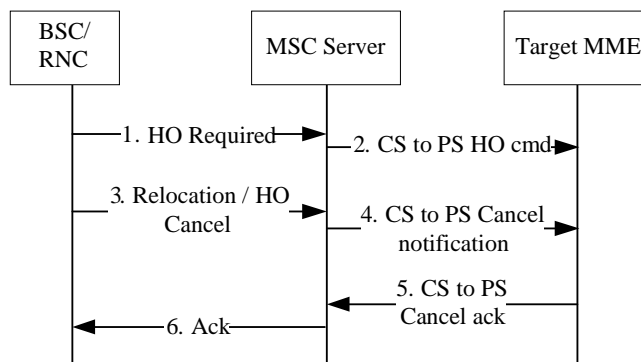 BSC/
RNC
MSC Server
Target MME
1. HO Required
2. CS to PS HO cmd
3. Relocation / HO
Cancel
4. CS to PS Cancel
notification
5. CS to PS
Cancel ack
6. Ack